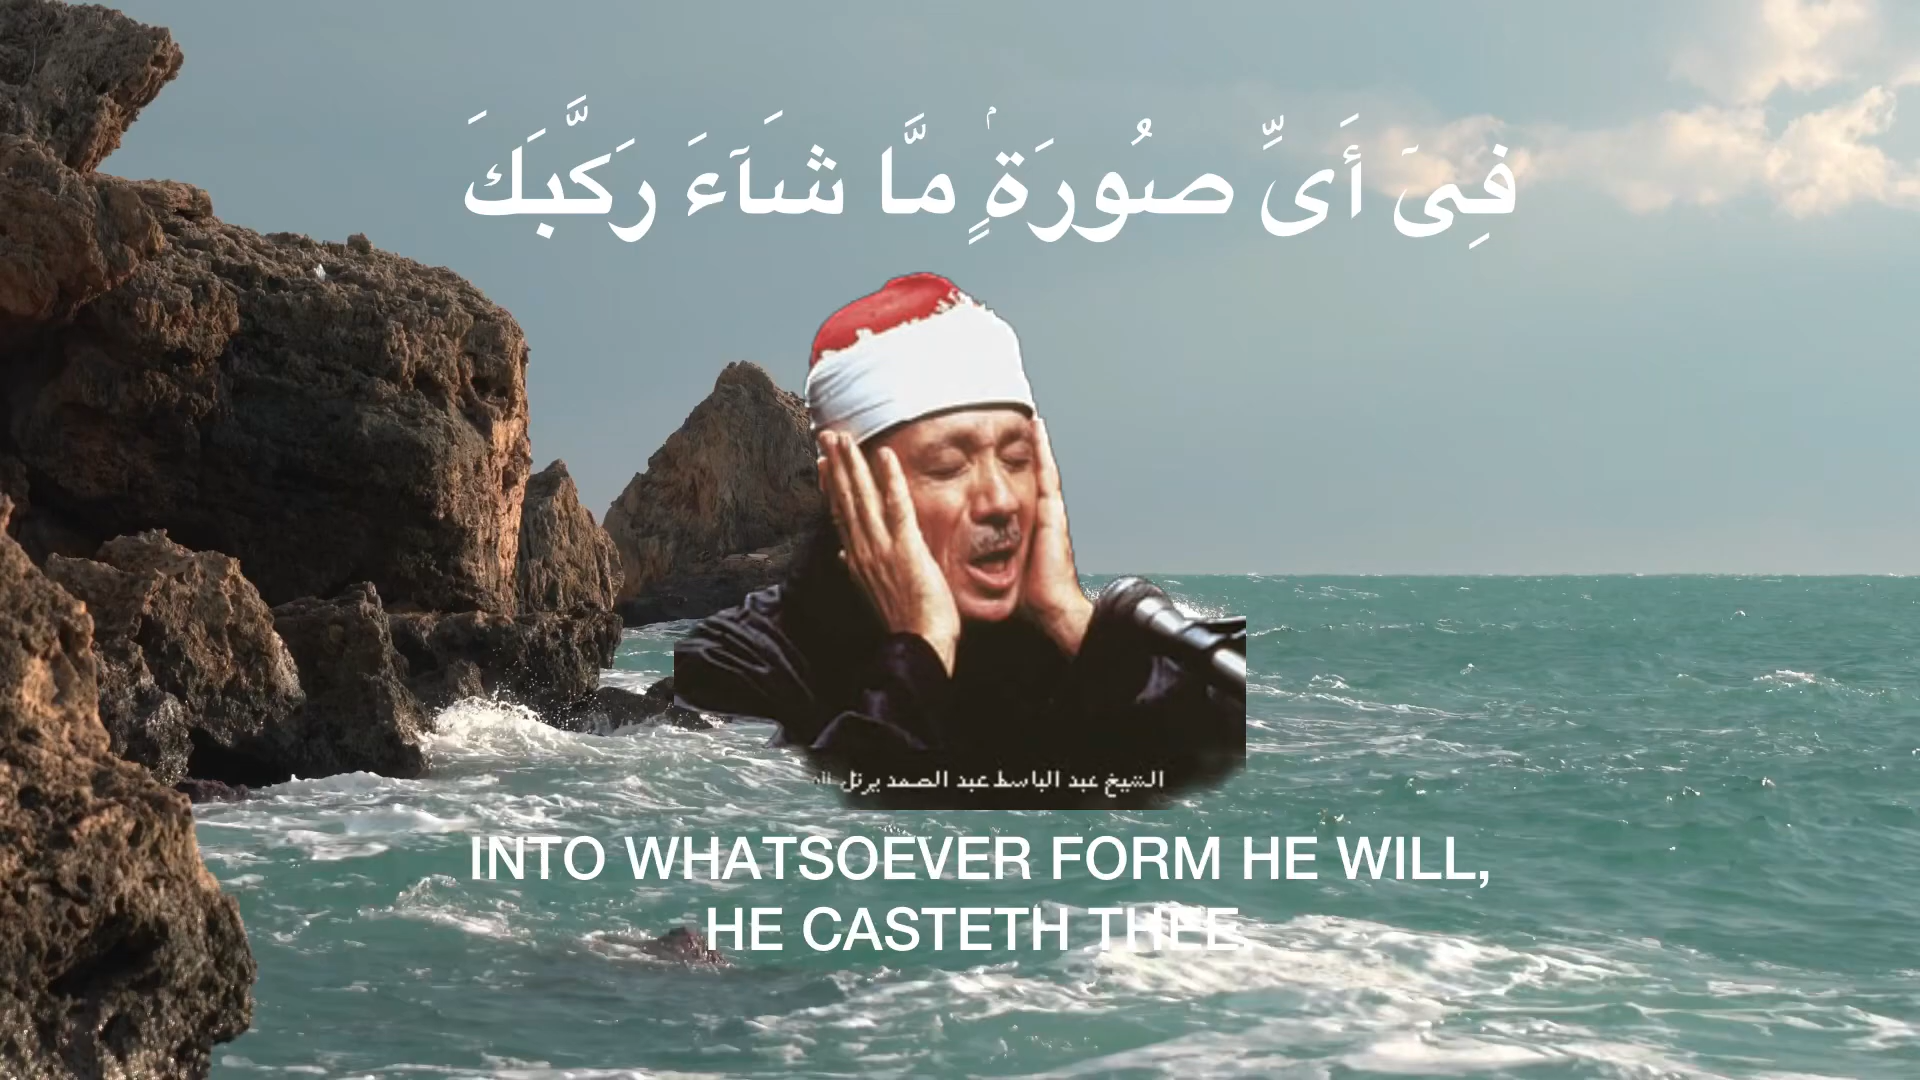 فِىٓ أَىِّ صُورَةٍۢ مَّا شَآءَ رَكَّبَكَ
الشيخ عبد الباسط عبد الصمد يرتل
INTO WHATSOEVER FORM HE WILL,
HE CASTETH THEE.